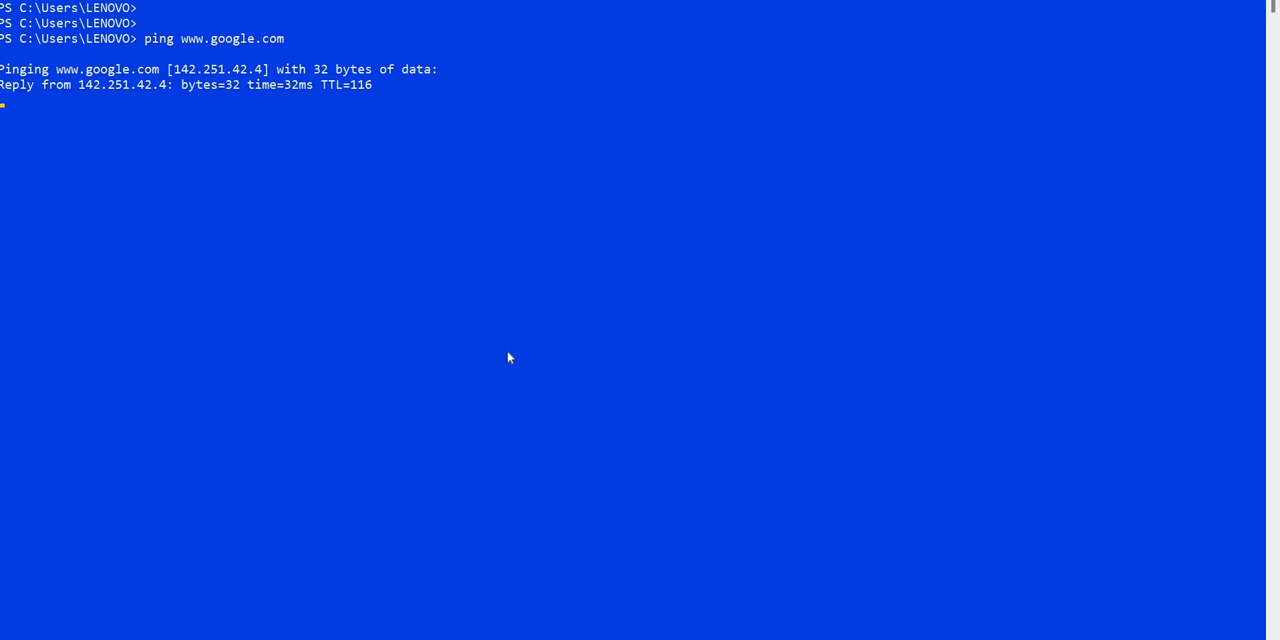 PS C:\Users\LENOVO>
PS C:\Users\LENOVO>
PS C:\Users\LENOVO> ping www.google.com
Pinging www.google.com [142.251.42.4] with 32 bytes of data:
Reply from 142.251.42.4: bytes=32 time=32ms TTL=116